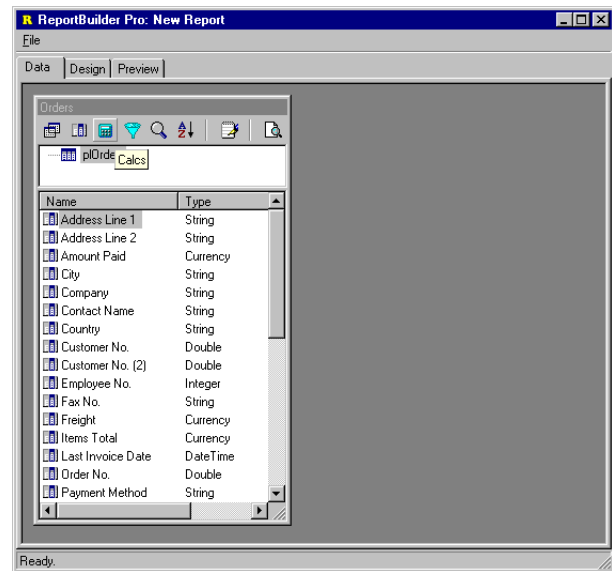 R ReportBuilder Pro: New Report
File
Data Design Preview
Orders
plOrde
Calcs
Name Type
Address Line 1 String
Address Line 2 String
Amount Paid Currency
City String
Company String
Contact Name String
Country String
Customer No. Double
Customer No. (2) Double
Employee No. Integer
Fax No. String
Freight Currency
Items Total Currency
Last Invoice Date DateTime
Order No. Double
Payment Method String
Ready.